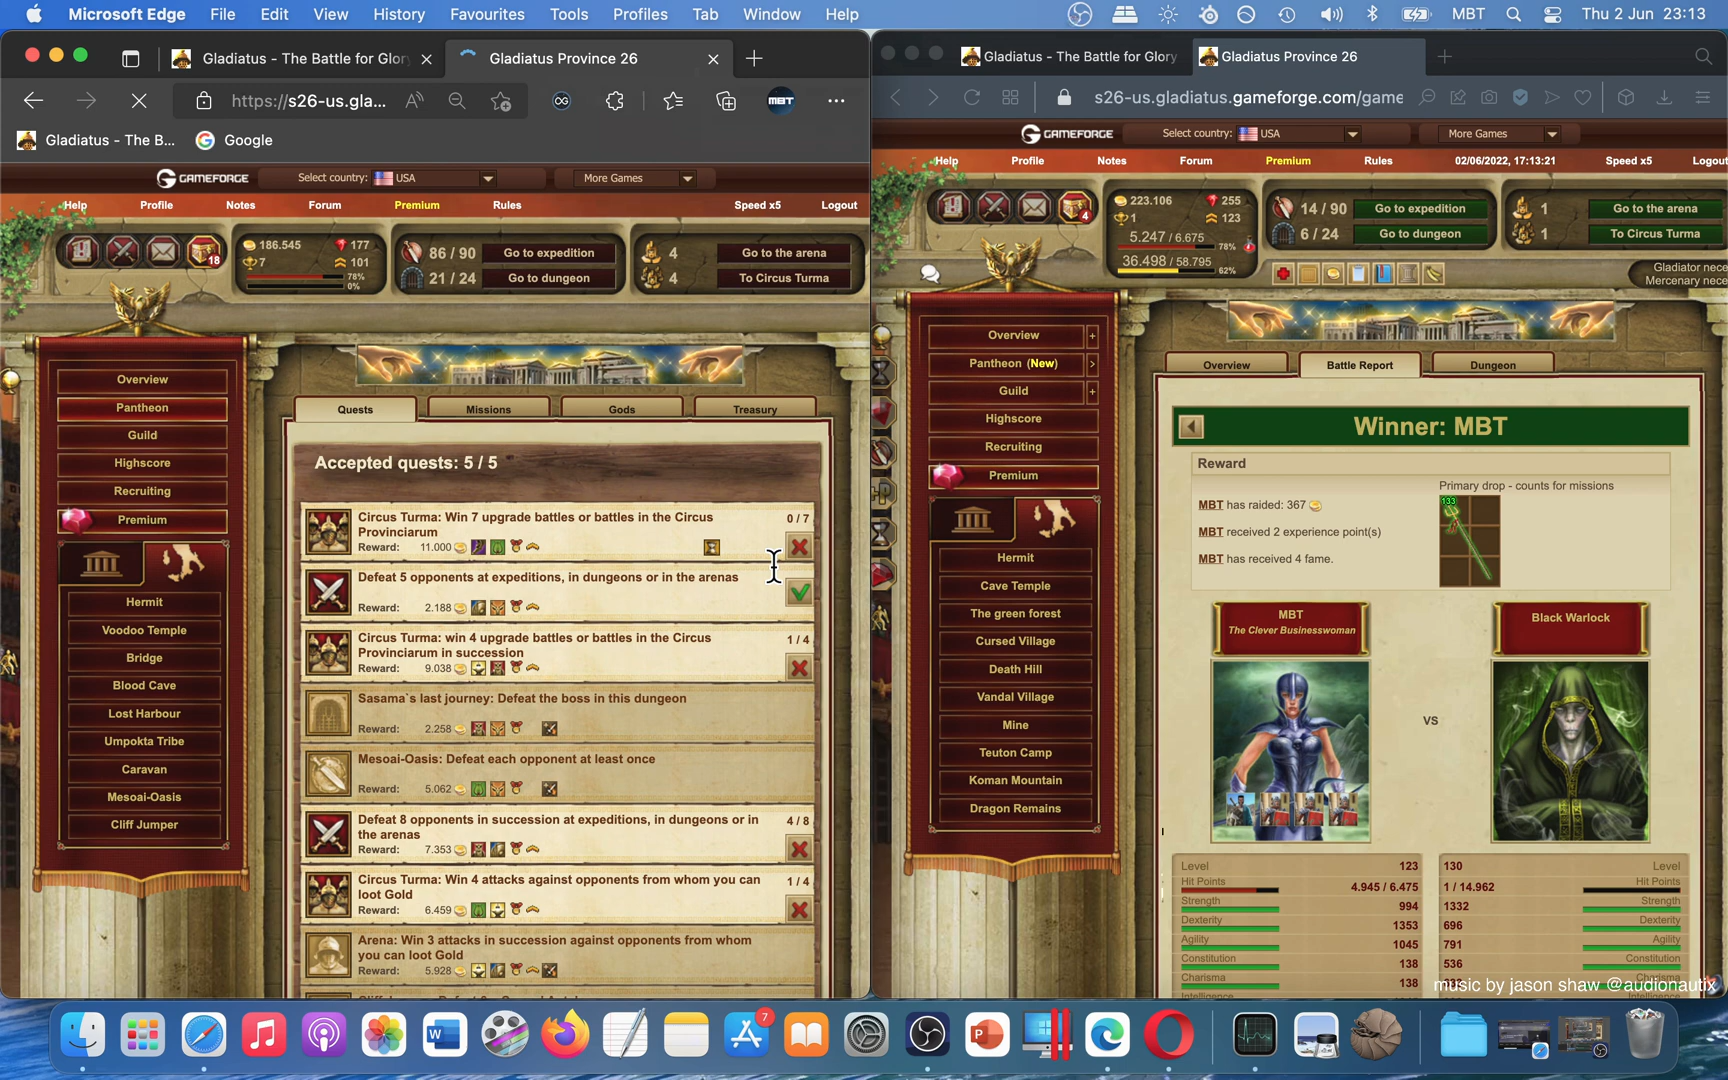 Microsoft Edge File Edit View History Favourites Tools Profiles Tab Window Help
MBT Thu 2 Jun 23:13
Gladiatus - The Battle for Glor
Gladiatus Province 26
https://s26-us.gla...
MBT
Gladiatus - The B...
Google
GAMEFORGE
Select country: USA
More Games
Help Profile Notes Forum Premium Rules Speed x5 Logout
18
186.545 177
7 101
78%
0%
86 / 90 Go to expedition
21 / 24 Go to dungeon
4 Go to the arena
4 To Circus Turma
Overview
Pantheon
Guild
Highscore
Recruiting
Premium
Hermit
Voodoo Temple
Bridge
Blood Cave
Lost Harbour
Umpokta Tribe
Caravan
Mesoai-Oasis
Cliff Jumper
Quests Missions Gods Treasury
Accepted quests: 5 / 5
Circus Turma: Win 7 upgrade battles or battles in the Circus
Provinciarum
0 / 7
Reward: 11.000
Defeat 5 opponents at expeditions, in dungeons or in the arenas
Reward: 2.188
Circus Turma: win 4 upgrade battles or battles in the Circus
Provinciarum in succession
1 / 4
Reward: 9.038
Sasama`s last journey: Defeat the boss in this dungeon
Reward: 2.258
Mesoai-Oasis: Defeat each opponent at least once
Reward: 5.062
Defeat 8 opponents in succession at expeditions, in dungeons or in
the arenas
4 / 8
Reward: 7.353
Circus Turma: Win 4 attacks against opponents from whom you can
loot Gold
1 / 4
Reward: 6.459
Arena: Win 3 attacks in succession against opponents from whom
you can loot Gold
Reward: 5.928
Gladiatus - The Battle for Glory
Gladiatus Province 26
s26-us.gladiatus.gameforge.com/game
GAMEFORGE
Select country: USA
More Games
Help Profile Notes Forum Premium Rules 02/06/2022, 17:13:21 Speed x5 Logout
4
223.106 255
1 123
5.247 / 6.675 78%
36.498 / 58.795 62%
14 / 90 Go to expedition
6 / 24 Go to dungeon
1 Go to the arena
1 To Circus Turma
Gladiator nece
Mercenary nece
Overview +
Pantheon (New) >
Guild +
Highscore
Recruiting
Premium
Hermit
Cave Temple
The green forest
Cursed Village
Death Hill
Vandal Village
Mine
Teuton Camp
Koman Mountain
Dragon Remains
Overview Battle Report Dungeon
Winner: MBT
Reward
MBT has raided: 367
MBT received 2 experience point(s)
MBT has received 4 fame.
Primary drop - counts for missions
133
MBT
The Clever Businesswoman
VS
Black Warlock
Level 123 130 Level
Hit Points 4.945 / 6.475 1 / 14.962 Hit Points
Strength 994 1332 Strength
Dexterity 1353 696 Dexterity
Agility 1045 791 Agility
Constitution 138 536 Constitution
Charisma 138 Charisma
Intelligence
music by jason shaw @audionautix
7